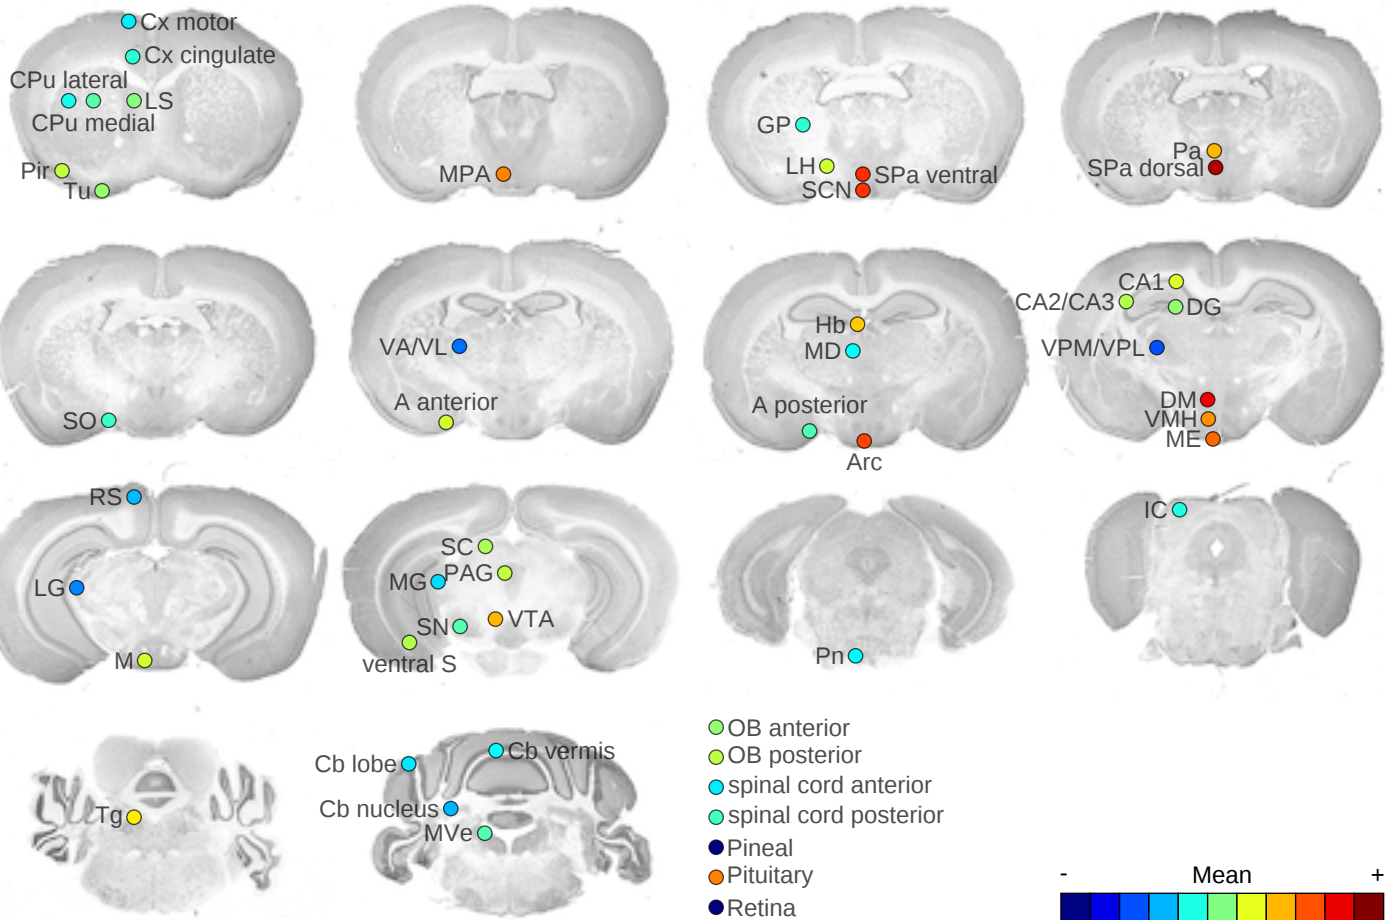 Cx motor
Cx cingulate
CPu lateral
LS
CPu medial
Pir
Tu
MPA
GP
LH
SPa ventral
SCN
Pa
SPa dorsal
SO
VA/VL
A anterior
Hb
MD
A posterior
Arc
CA1
CA2/CA3
DG
VPM/VPL
DM
VMH
ME
RS
LG
M
SC
MG
PAG
SN
VTA
ventral S
Pn
IC
Tg
Cb lobe
Cb vermis
Cb nucleus
MVe
OB anterior
OB posterior
spinal cord anterior
spinal cord posterior
Pineal
Pituitary
Retina
- Mean +